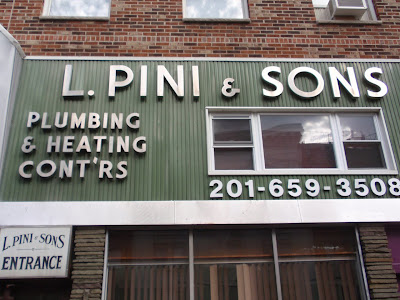 L. PINI & SONS
PLUMBING
& HEATING
CONT'RS
201-659-3508
L. PINI & SONS
ENTRANCE